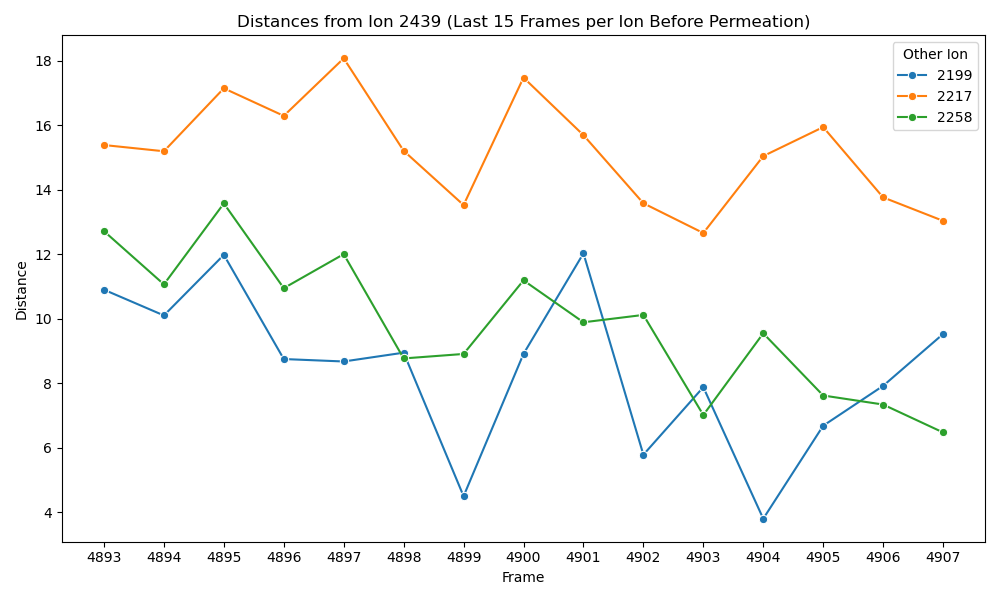 Distances from Ion 2439 (Last 15 Frames per Ion Before Permeation)
Other Ion
2199
2217
2258
Distance
18
16
14
12
10
8
6
4
4893 4894 4895 4896 4897 4898 4899 4900 4901 4902 4903 4904 4905 4906 4907
Frame